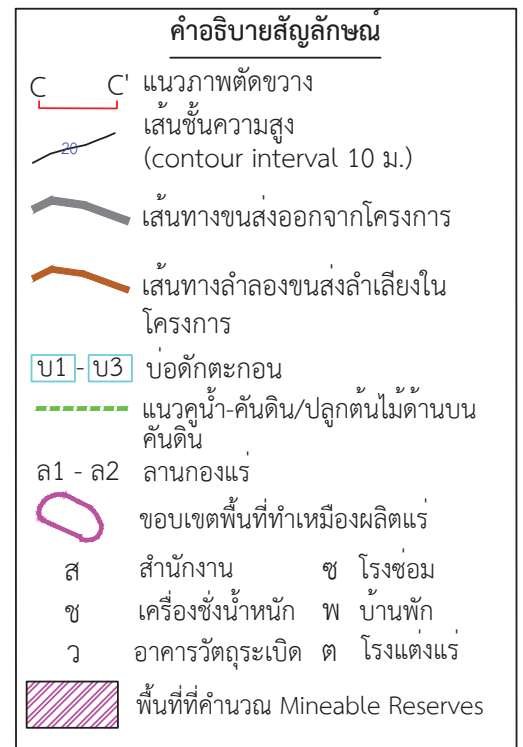 คำอธิบายสัญลักษณ์
C C' แนวภาพตัดขวาง
เส้นชั้นความสูง
20 (contour interval 10 ม.)
เส้นทางขนส่งออกจากโครงการ
เส้นทางลำลองขนส่งลำเลียงใน
โครงการ
บ1 - บ3 บ่อดักตะกอน
แนวคูน้ำ-คันดิน/ปลูกต้นไม้ด้านบน
คันดิน
ล1 - ล2 ลานกองแร่
ขอบเขตพื้นที่ทำเหมืองผลิตแร่
ส สำนักงาน ซ โรงซ่อม
ช เครื่องชั่งน้ำหนัก พ บ้านพัก
ว อาคารวัตถุระเบิด ต โรงแต่งแร่
พื้นที่ที่คำนวณ Mineable Reserves